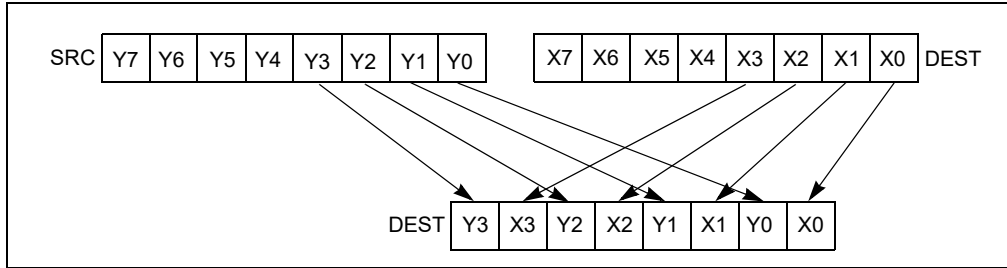 SRC Y7 Y6 Y5 Y4 Y3 Y2 Y1 Y0 X7 X6 X5 X4 X3 X2 X1 X0 DEST
DEST Y3 X3 Y2 X2 Y1 X1 Y0 X0